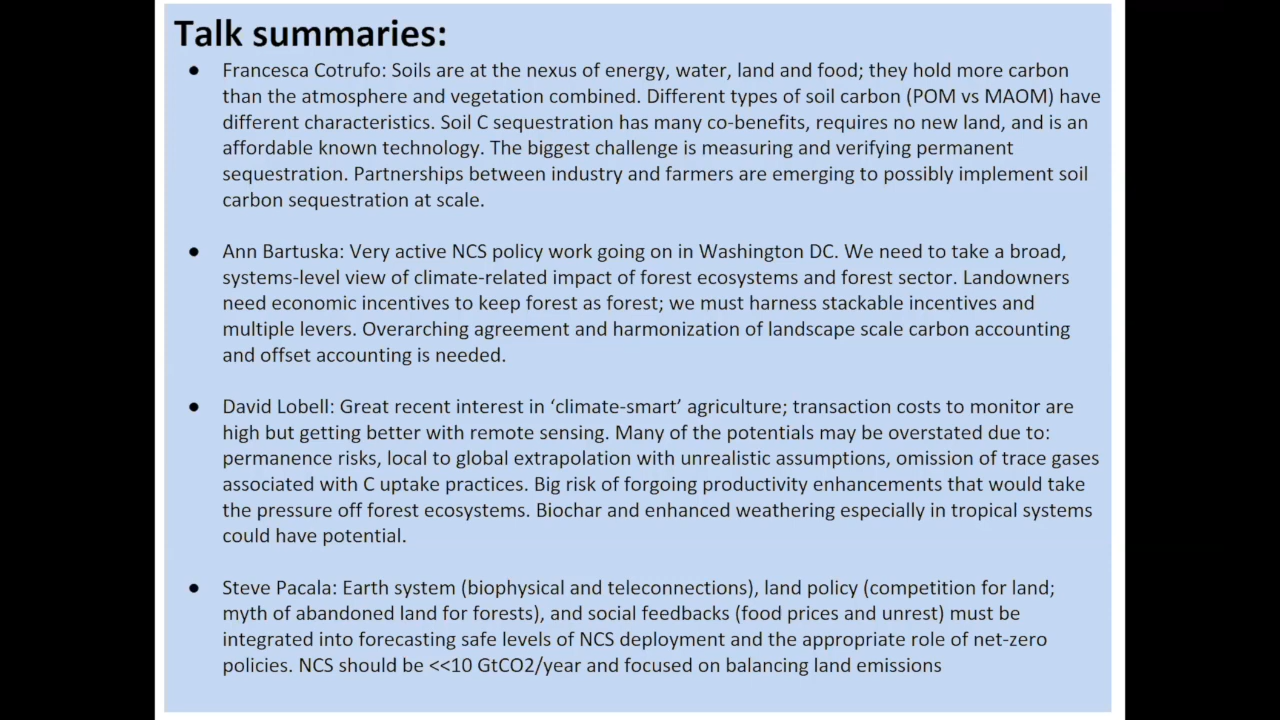 Talk summaries:
● Francesca Cotrufo: Soils are at the nexus of energy, water, land and food; they hold more carbon
than the atmosphere and vegetation combined. Different types of soil carbon (POM vs MAOM) have
different characteristics. Soil C sequestration has many co-benefits, requires no new land, and is an
affordable known technology. The biggest challenge is measuring and verifying permanent
sequestration. Partnerships between industry and farmers are emerging to possibly implement soil
carbon sequestration at scale.
● Ann Bartuska: Very active NCS policy work going on in Washington DC. We need to take a broad,
systems-level view of climate-related impact of forest ecosystems and forest sector. Landowners
need economic incentives to keep forest as forest; we must harness stackable incentives and
multiple levers. Overarching agreement and harmonization of landscape scale carbon accounting
and offset accounting is needed.
● David Lobell: Great recent interest in ‘climate-smart’ agriculture; transaction costs to monitor are
high but getting better with remote sensing. Many of the potentials may be overstated due to:
permanence risks, local to global extrapolation with unrealistic assumptions, omission of trace gases
associated with C uptake practices. Big risk of forgoing productivity enhancements that would take
the pressure off forest ecosystems. Biochar and enhanced weathering especially in tropical systems
could have potential.
● Steve Pacala: Earth system (biophysical and teleconnections), land policy (competition for land;
myth of abandoned land for forests), and social feedbacks (food prices and unrest) must be
integrated into forecasting safe levels of NCS deployment and the appropriate role of net-zero
policies. NCS should be <<10 GtCO2/year and focused on balancing land emissions